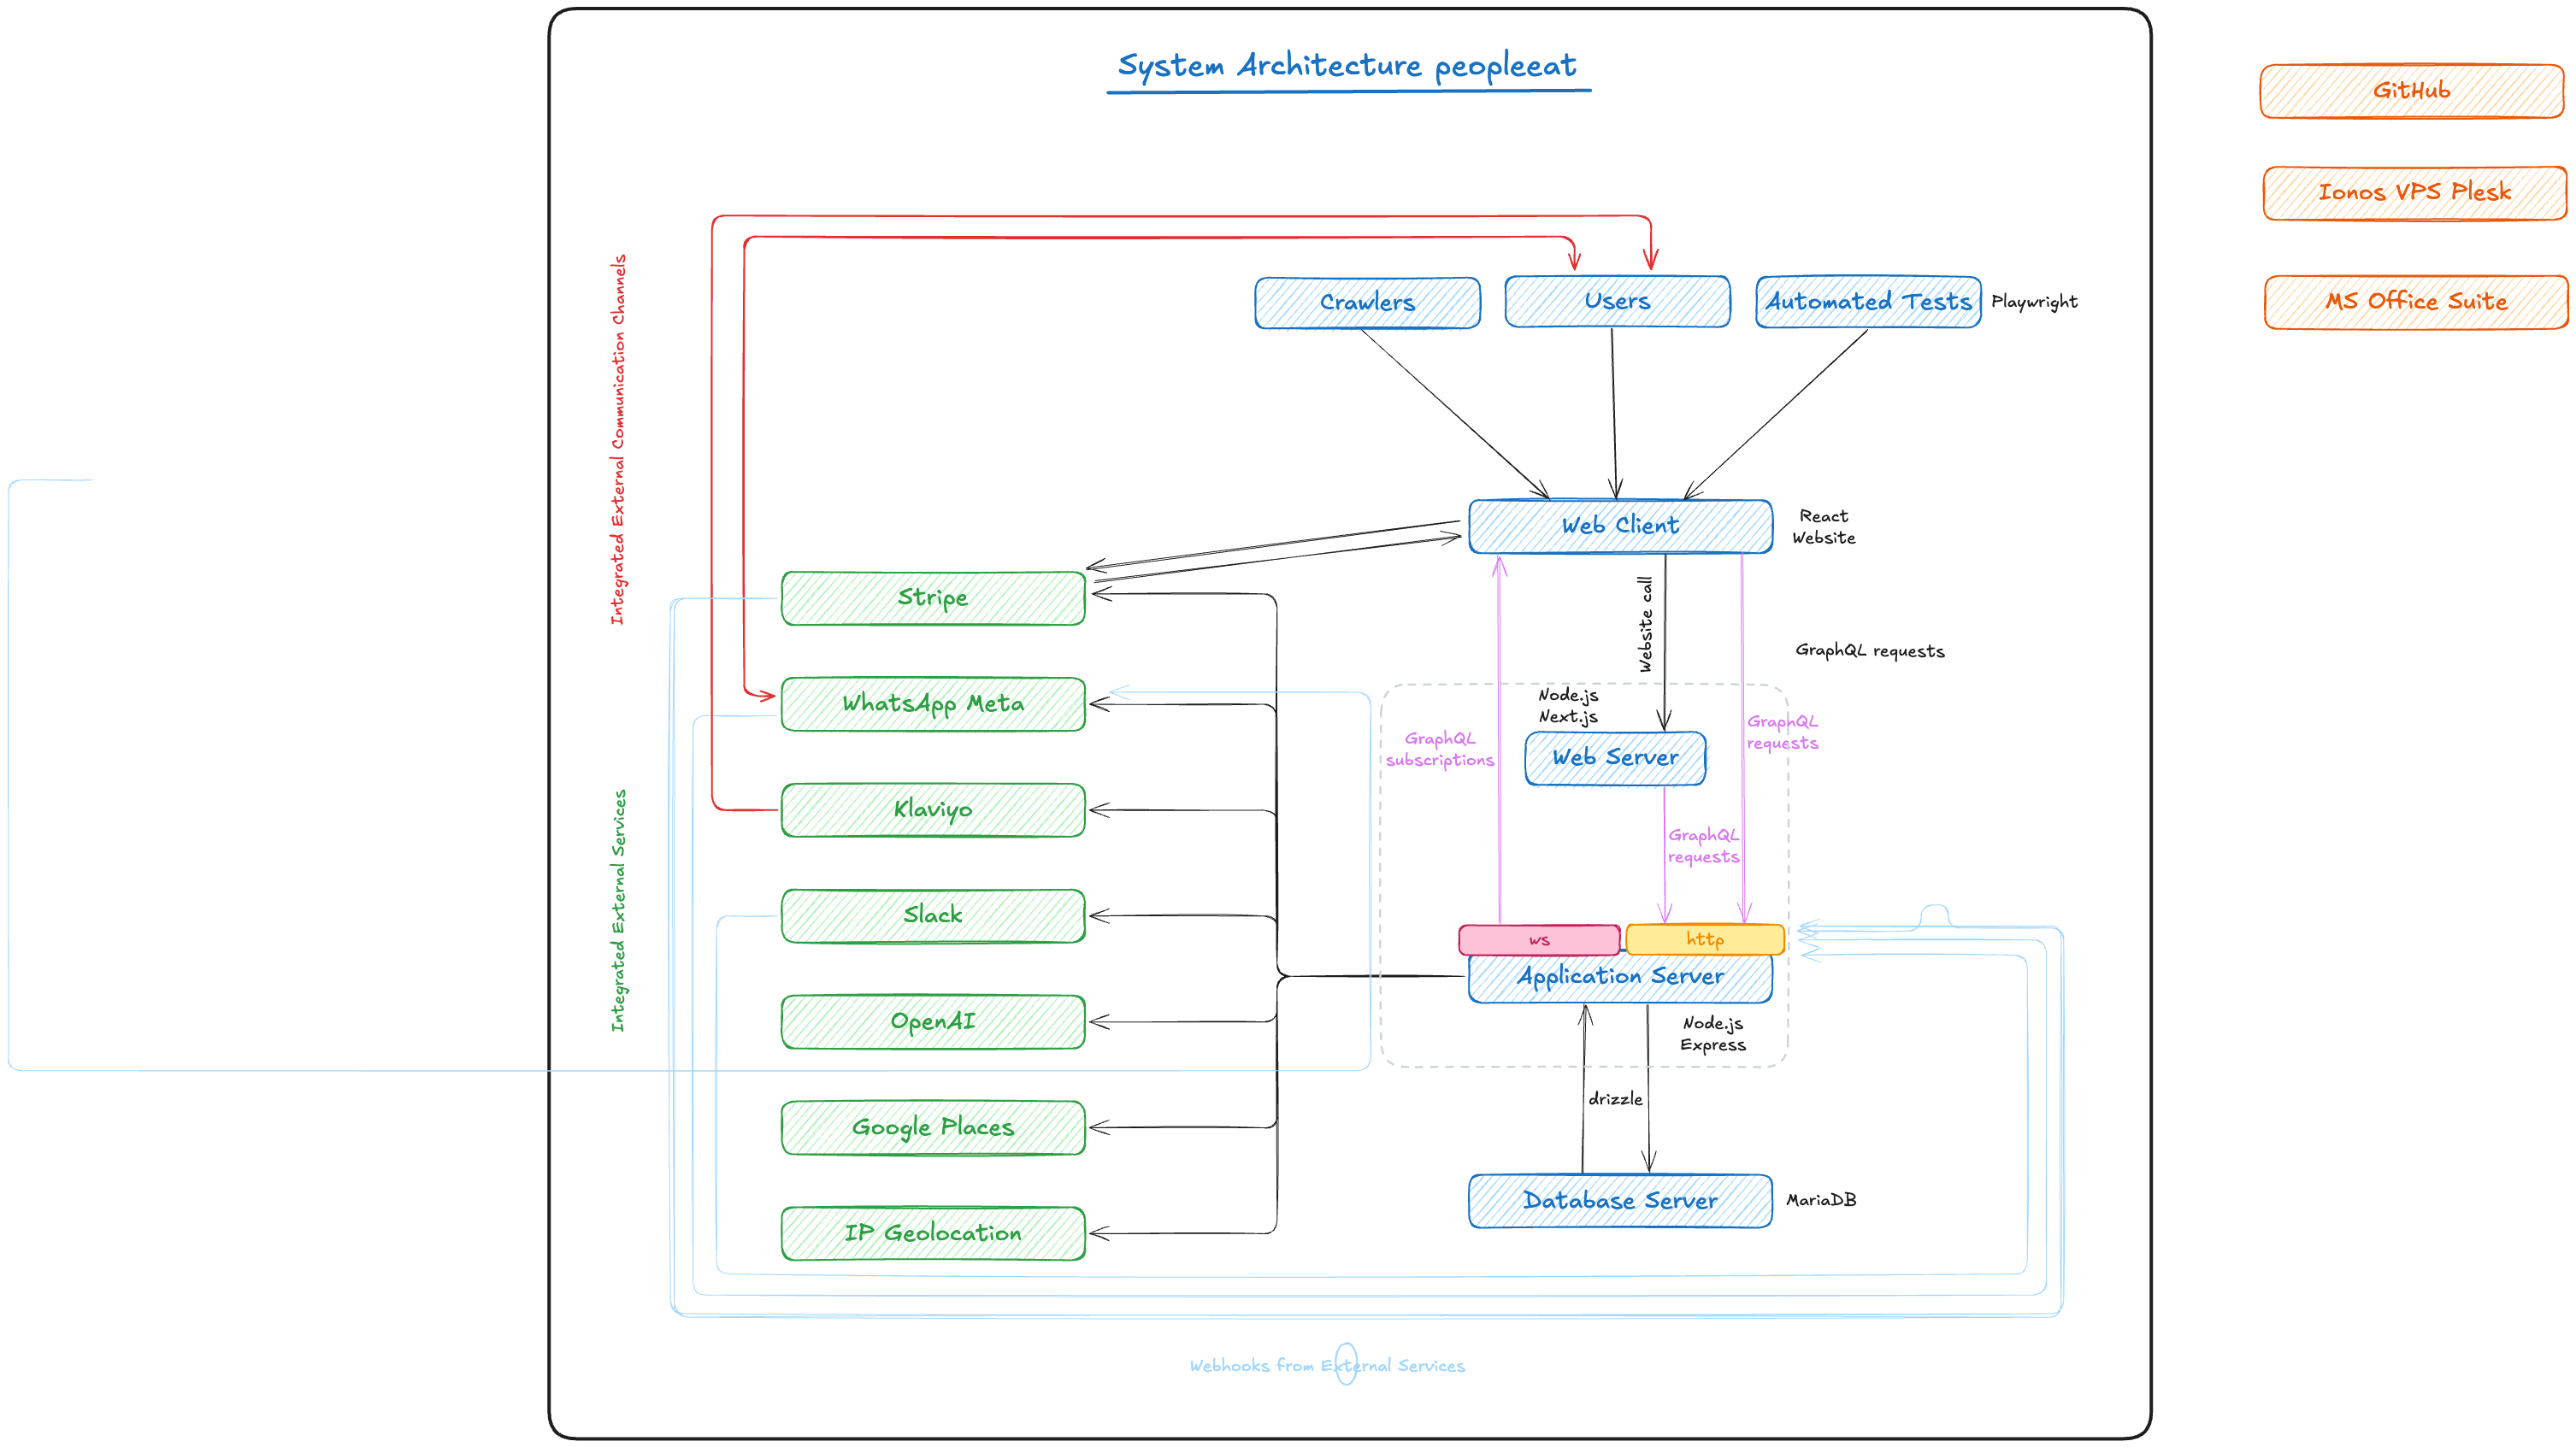 System Architecture peopleeat
GitHub
Ionos VPS Plesk
MS Office Suite
Integrated External Communication Channels
Crawlers
Users
Automated Tests
Playwright
Web Client
React
Website
Stripe
Website call
GraphQL requests
WhatsApp Meta
Node.js
Next.js
GraphQL
requests
GraphQL
subscriptions
Web Server
Klaviyo
Integrated External Services
GraphQL
requests
Slack
ws
http
Application Server
OpenAI
Node.js
Express
drizzle
Google Places
Database Server
MariaDB
IP Geolocation
Webhooks from External Services